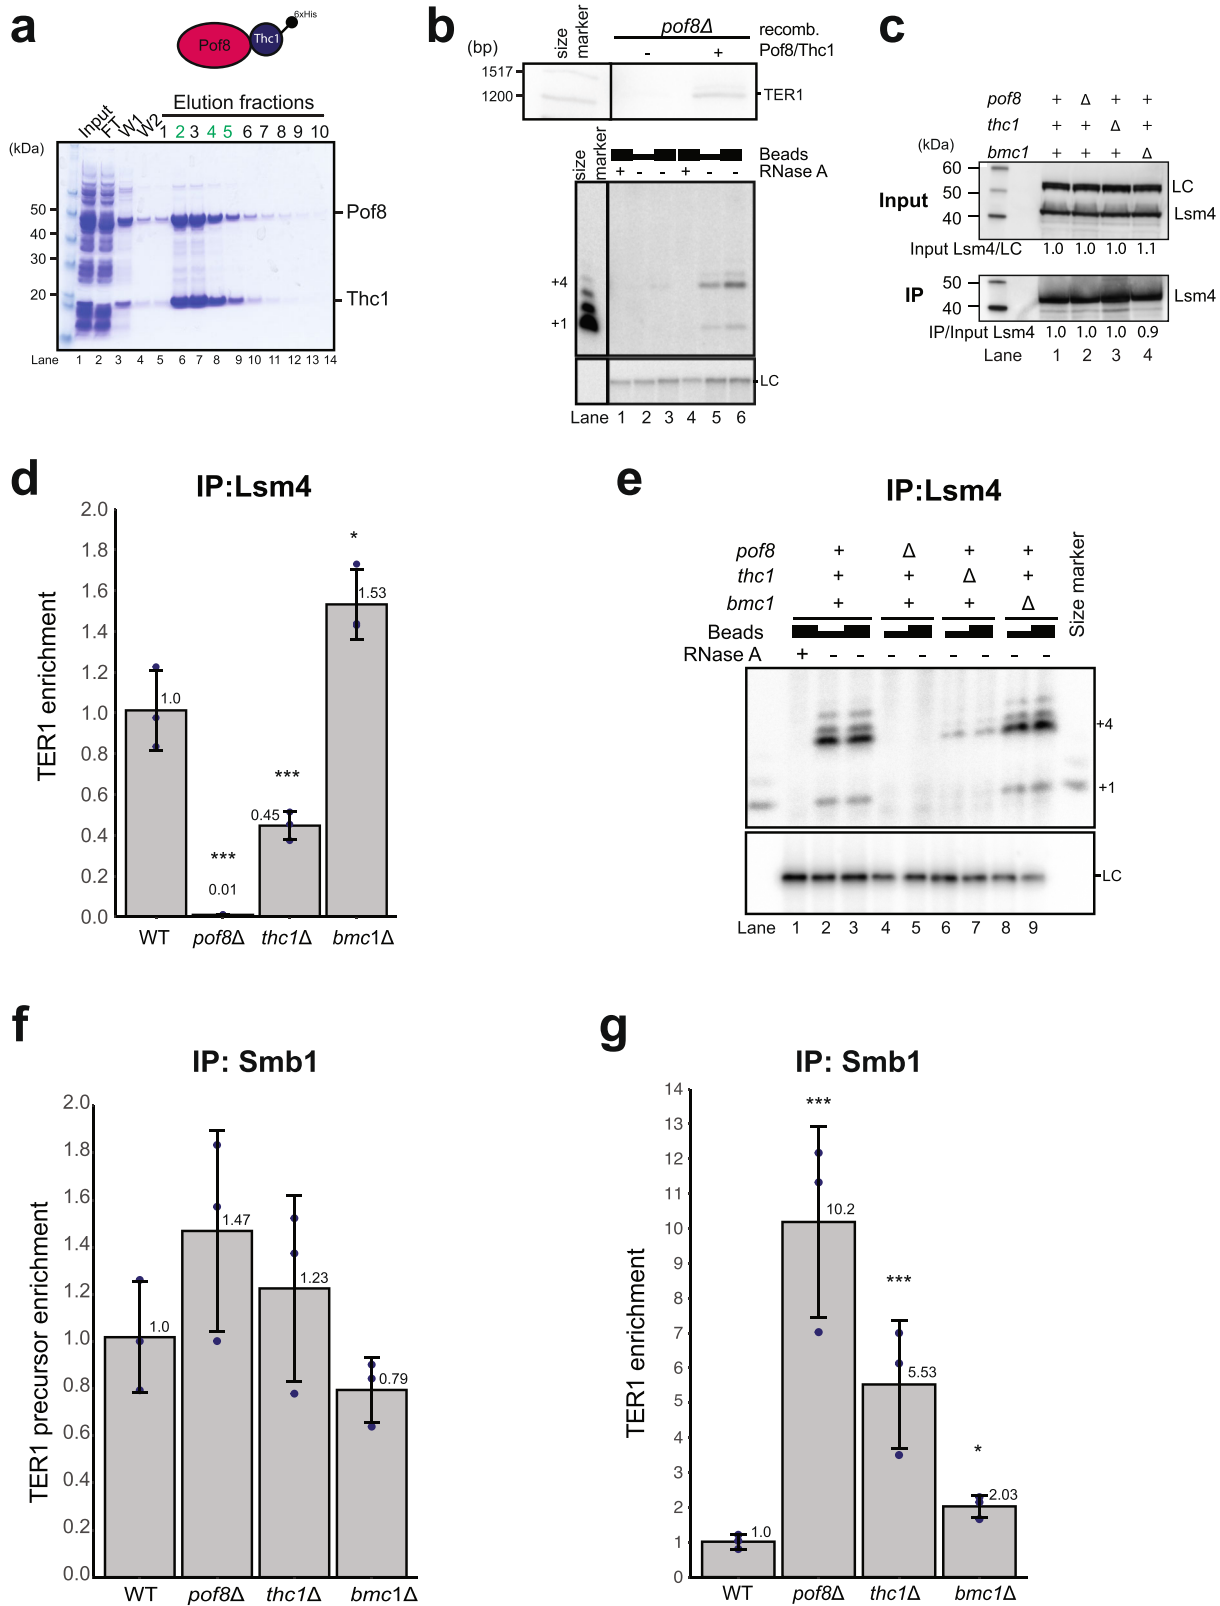 a
6xHis
Pof8
Thc1
Elution fractions
Input FT W1 W2 1 2 3 4 5 6 7 8 9 10
(kDa)
50
40
30
20
Pof8
Thc1
Lane 1 2 3 4 5 6 7 8 9 10 11 12 13 14
b
size marker
pof8Δ
recomb. Pof8/Thc1
- +
(bp)
1517
1200
TER1
size marker
Beads
RNase A
+ - - + - -
+4
+1
LC
Lane 1 2 3 4 5 6
c
pof8 + Δ + +
thc1 + + Δ +
bmc1 + + + Δ
(kDa)
60
50
40
Input
LC
Lsm4
Input Lsm4/LC 1.0 1.0 1.0 1.1
50
40
IP
Lsm4
IP/Input Lsm4 1.0 1.0 1.0 0.9
Lane 1 2 3 4
d
IP:Lsm4
TER1 enrichment
2.0
1.8
1.6
1.4
1.2
1.0
0.8
0.6
0.4
0.2
0.0
1.0
***
0.01
***
0.45
*
1.53
WT pof8Δ thc1Δ bmc1Δ
e
IP:Lsm4
pof8 + Δ + +
thc1 + + Δ +
bmc1 + + + Δ
Size marker
Beads
RNase A + - - - - - - - -
+4
+1
LC
Lane 1 2 3 4 5 6 7 8 9
f
IP: Smb1
TER1 precursor enrichment
2.0
1.8
1.6
1.4
1.2
1.0
0.8
0.6
0.4
0.2
0.0
1.0
1.47
1.23
0.79
WT pof8Δ thc1Δ bmc1Δ
g
IP: Smb1
TER1 enrichment
14
13
12
11
10
9
8
7
6
5
4
3
2
1
0
1.0
***
10.2
***
5.53
*
2.03
WT pof8Δ thc1Δ bmc1Δ